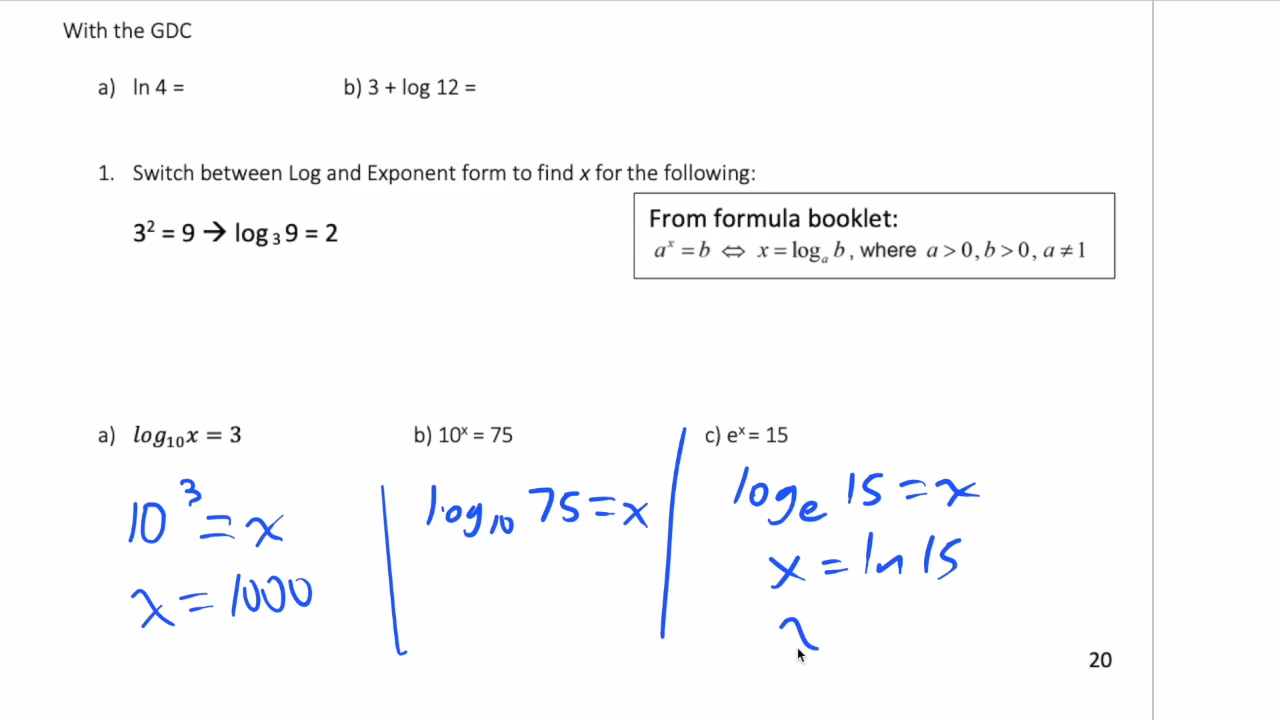 With the GDC
a) ln 4 =
b) 3 + log 12 =
1. Switch between Log and Exponent form to find x for the following:
3² = 9 → log₃9 = 2
From formula booklet:
aˣ = b ⇔ x = logₐ b, where a > 0, b > 0, a ≠ 1
a) log₁₀x = 3
10³ = x
x = 1000
b) 10ˣ = 75
log₁₀ 75 = x
c) eˣ = 15
logₑ 15 = x
x = ln 15
20